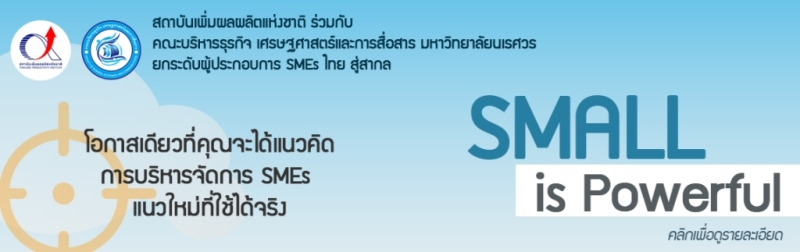 สถาบันเพิ่มผลผลิตแห่งชาติ ร่วมกับ
คณะบริหารธุรกิจ เศรษฐศาสตร์และการสื่อสาร มหาวิทยาลัยนเรศวร
ยกระดับผู้ประกอบการ SMEs ไทย สู่สากล
โอกาสเดียวที่คุณจะได้แนวคิด
การบริหารจัดการ SMEs
แนวใหม่ที่ใช้ได้จริง
SMALL
is Powerful
คลิกเพื่อดูรายละเอียด